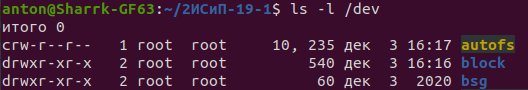 anton@Sharrk-GF63:~/2ИСиП-19-1$ ls -l /dev
итого 0
crw-r--r-- 1 root root 10, 235 дек 3 16:17 autofs
drwxr-xr-x 2 root root 540 дек 3 16:16 block
drwxr-xr-x 2 root root 60 дек 3 2020 bsg